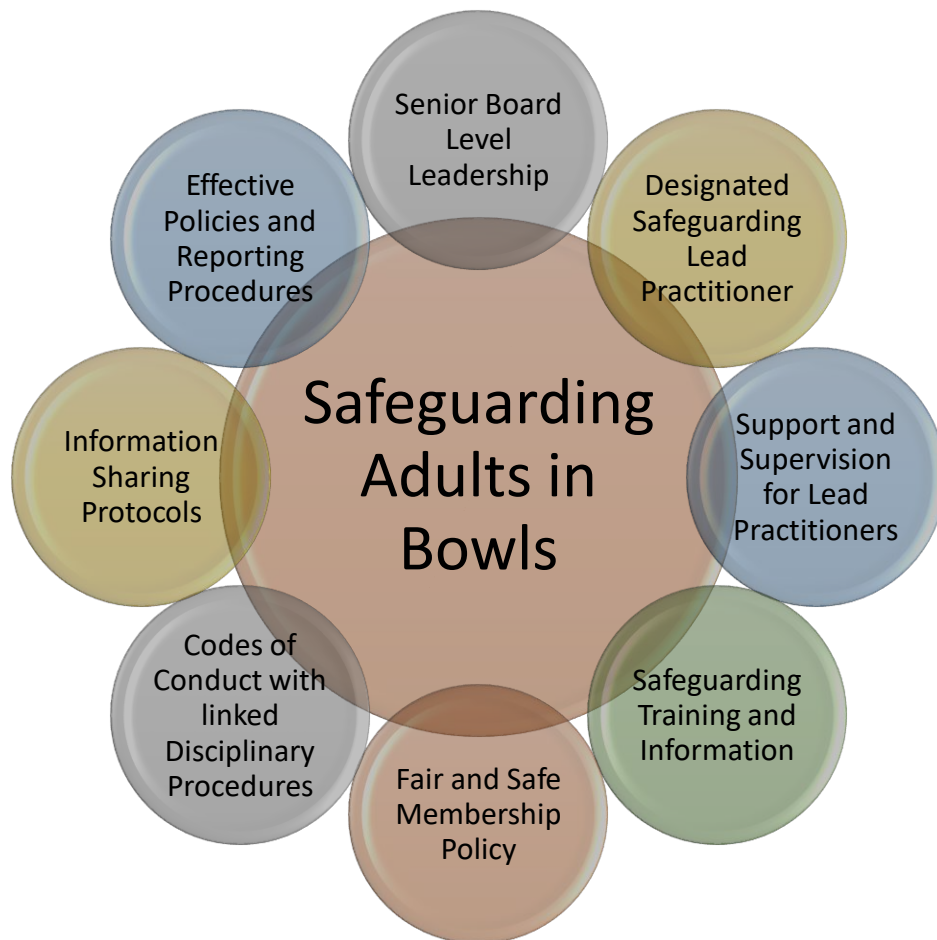 Senior Board
Level
Leadership
Designated
Safeguarding
Lead
Practitioner
Support and
Supervision
for Lead
Practitioners
Safeguarding
Training and
Information
Fair and Safe
Membership
Policy
Codes of
Conduct with
linked
Disciplinary
Procedures
Information
Sharing
Protocols
Effective
Policies and
Reporting
Procedures
Safeguarding
Adults in
Bowls